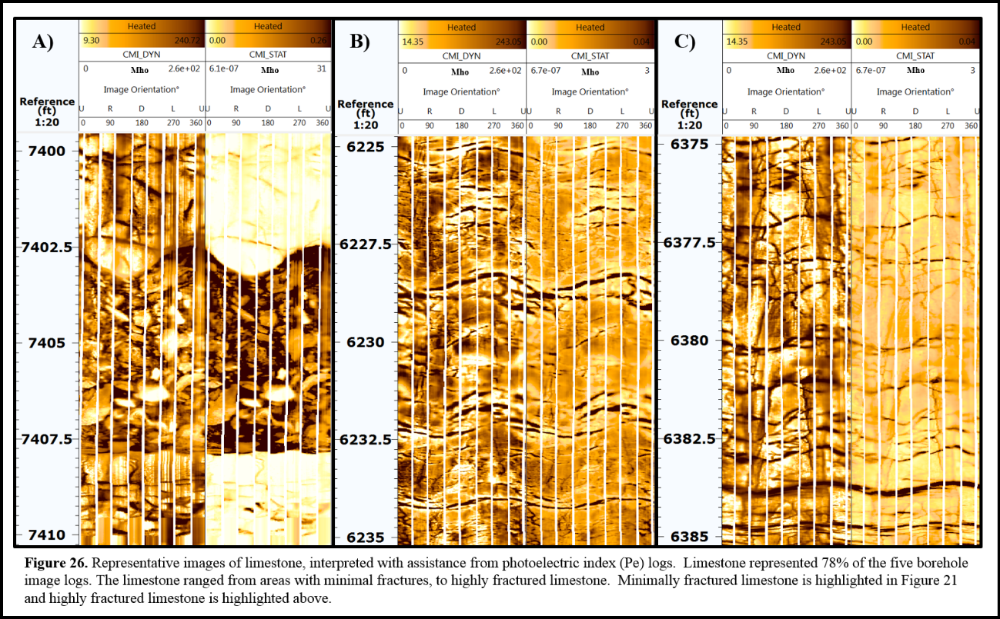 A)
Heated
9.30 240.72
CMI_DYN
0 Mho 2.6e+02
Heated
0.00 0.26
CMI_STAT
6.1e-07 Mho 31
Image Orientation°
Image Orientation°
Reference
(ft)
1:20
U R D L U
R D L U
0 90 180 270 360
0 90 180 270 360
7400
7402.5
7405
7407.5
7410
B)
Heated
14.35 243.05
CMI_DYN
0 Mho 2.6e+02
Heated
0.00 0.04
CMI_STAT
6.7e-07 Mho 3
Image Orientation°
Image Orientation°
Reference
(ft)
1:20
U R D L U
R D L U
0 90 180 270 360
0 90 180 270 360
6225
6227.5
6230
6232.5
6235
C)
Heated
14.35 243.05
CMI_DYN
0 Mho 2.6e+02
Heated
0.00 0.04
CMI_STAT
6.7e-07 Mho 3
Image Orientation°
Image Orientation°
Reference
(ft)
1:20
U R D L U
R D L U
0 90 180 270 360
0 90 180 270 360
6375
6377.5
6380
6382.5
6385
Figure 26. Representative images of limestone, interpreted with assistance from photoelectric index (Pe) logs. Limestone represented 78% of the five borehole
image logs. The limestone ranged from areas with minimal fractures, to highly fractured limestone. Minimally fractured limestone is highlighted in Figure 21
and highly fractured limestone is highlighted above.